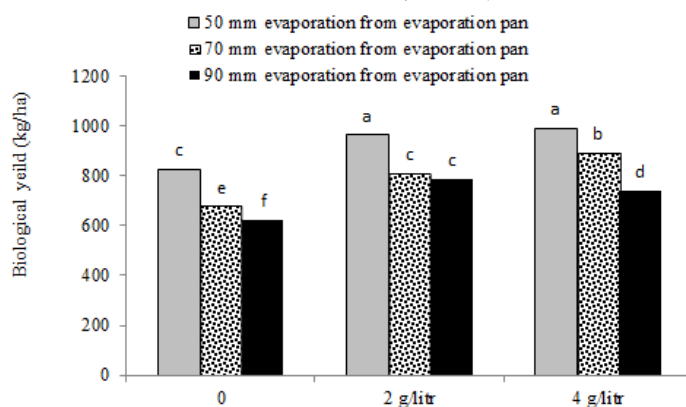 50 mm evaporation from evaporation pan
70 mm evaporation from evaporation pan
90 mm evaporation from evaporation pan
Biological yeild (kg/ha)
1200
1000
800
600
400
200
0
c
e
f
a
c
c
a
b
d
0
2 g/litr
4 g/litr